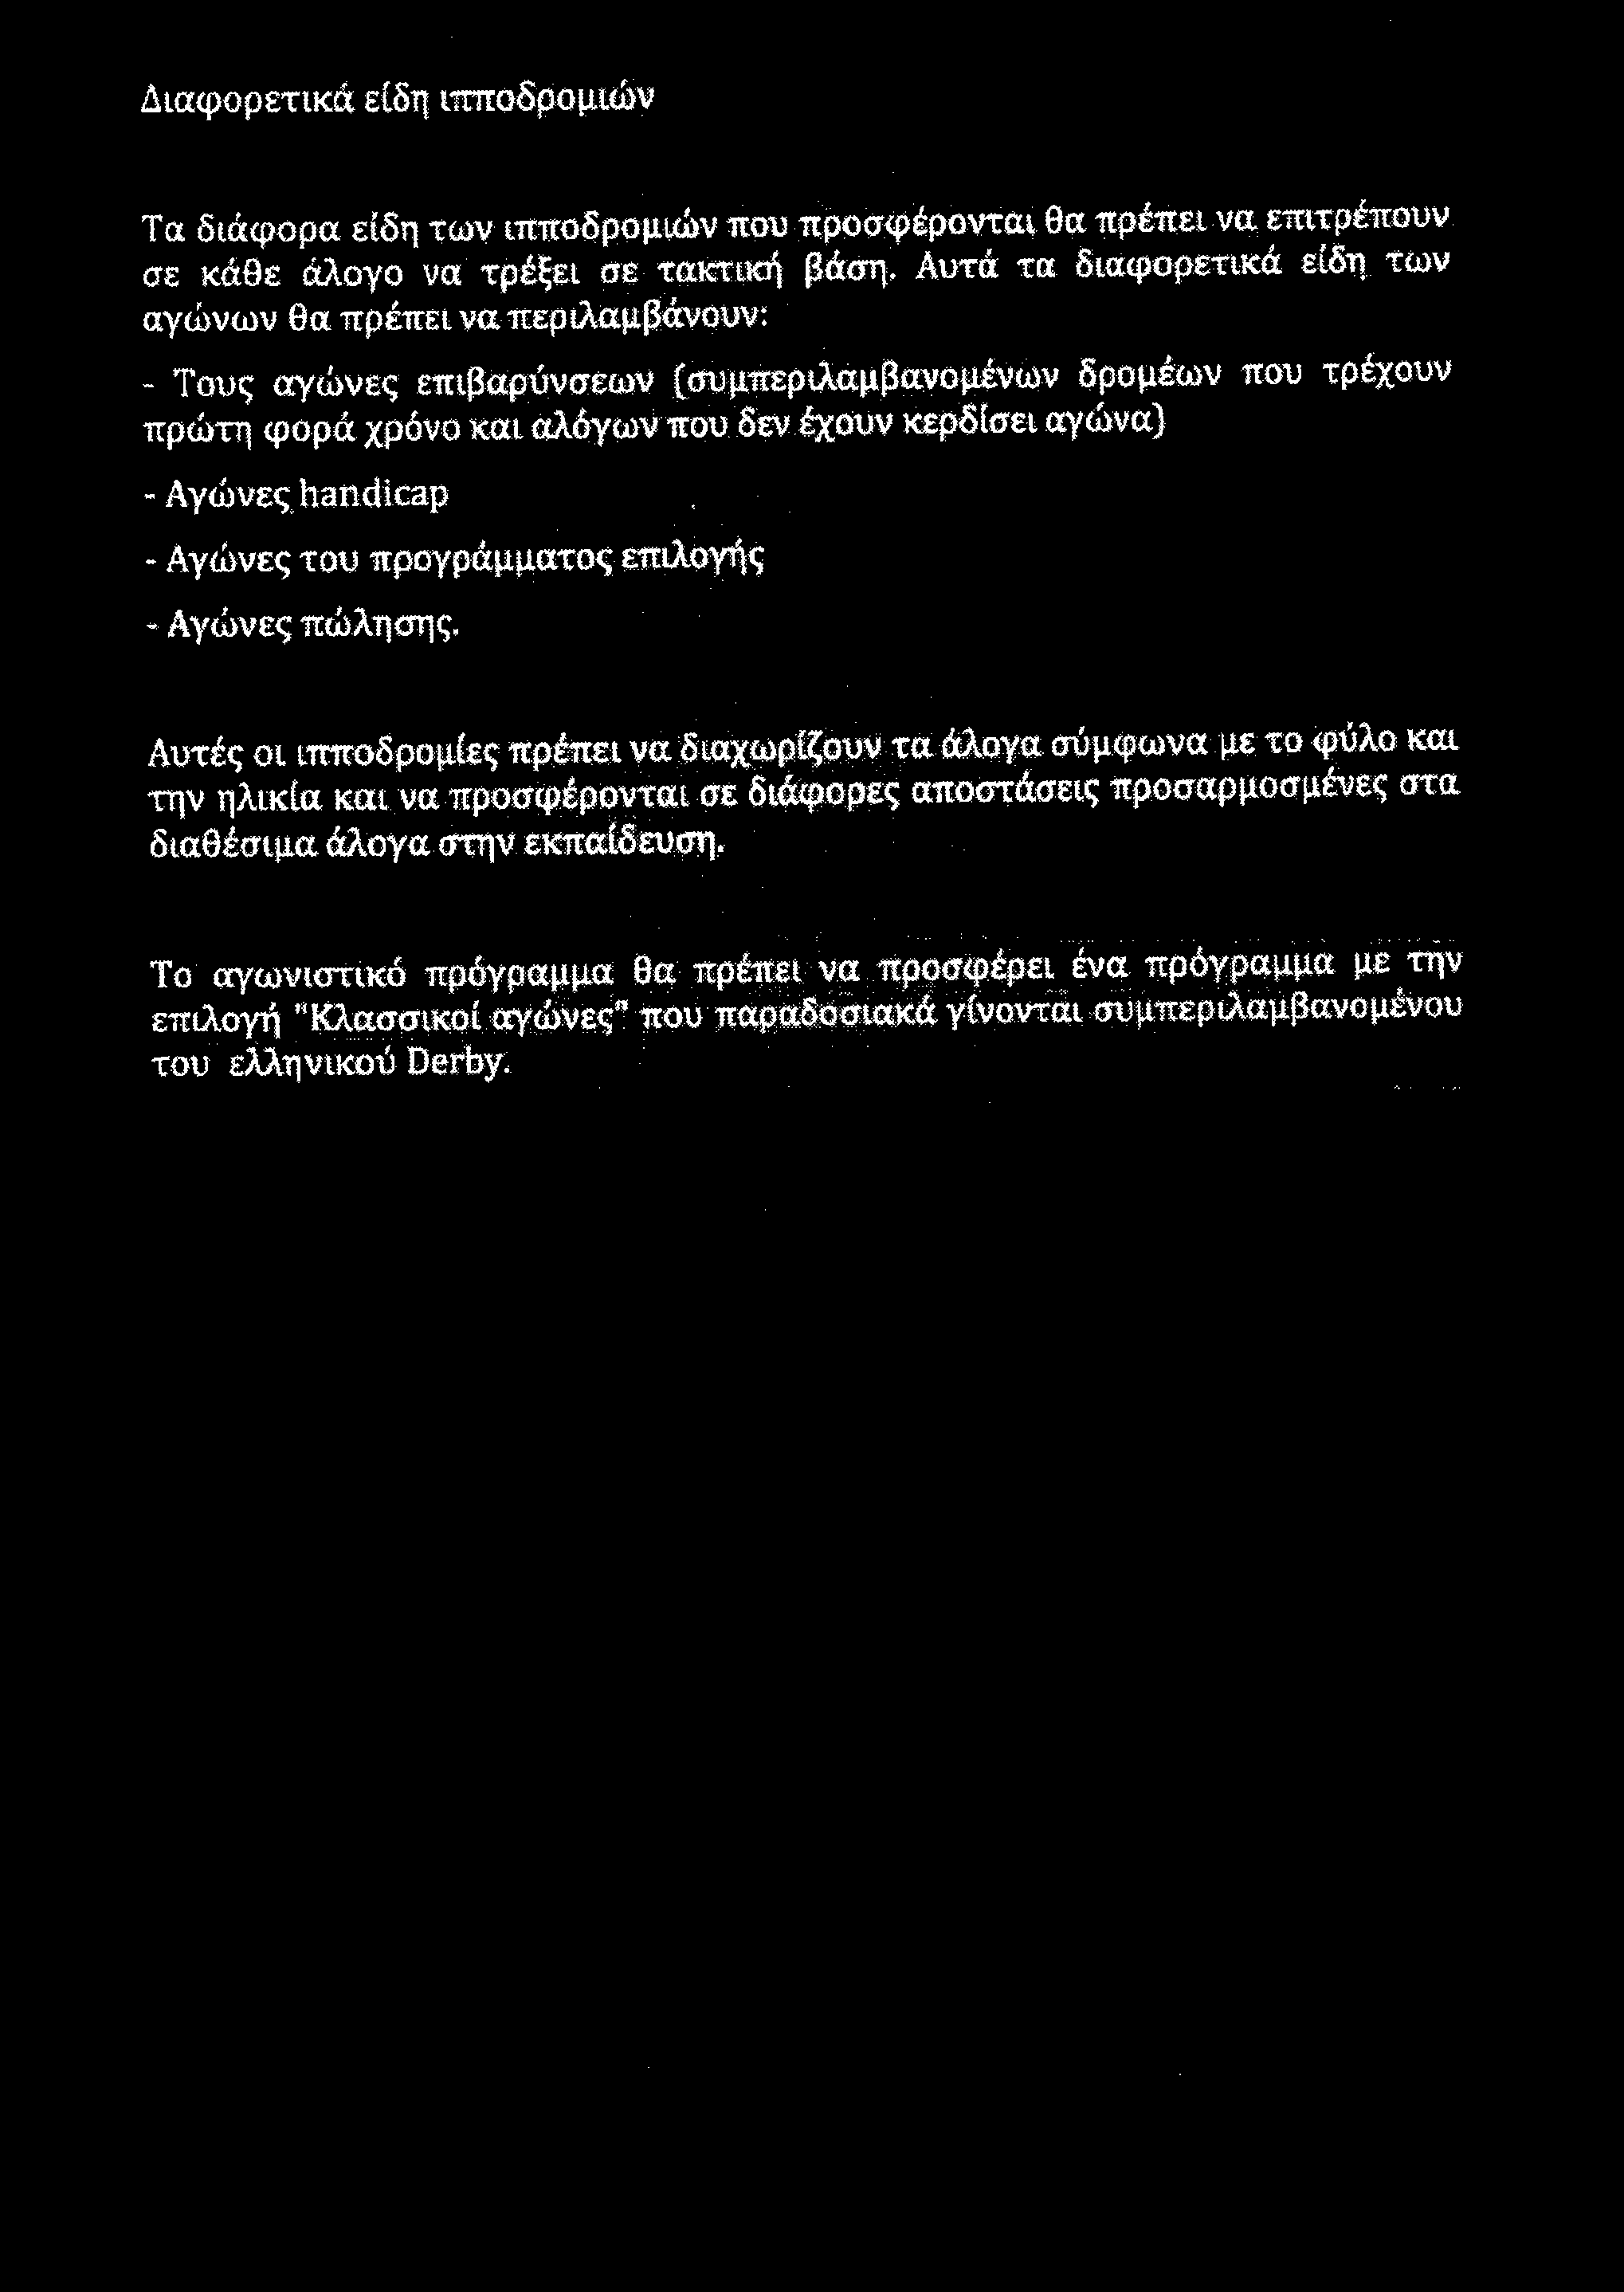 Διαφορετικά είδη ιπποδρομιών
Τα διάφορα είδη των ιπποδρομιών που προσφέρονται θα πρέπει να επιτρέπουν
σε κάθε άλογο να τρέξει σε τακτική βάση. Αυτά τα διαφορετικά είδη των
αγώνων θα πρέπει να περιλαμβάνουν:
- Τους αγώνες επιβαρύνσεων (συμπεριλαμβανομένων δρομέων που τρέχουν
πρώτη φορά χρόνο και αλόγων που δεν έχουν κερδίσει αγώνα)
- Αγώνες handicap
- Αγώνες του προγράμματος επιλογής
- Αγώνες πώλησης.
Αυτές οι ιπποδρομίες πρέπει να διαχωρίζουν τα άλογα σύμφωνα με το φύλο και
την ηλικία και να προσφέρονται σε διάφορες αποστάσεις προσαρμοσμένες στα
διαθέσιμα άλογα στην εκπαίδευση.
Το αγωνιστικό πρόγραμμα θα πρέπει να προσφέρει ένα πρόγραμμα με την
επιλογή "Κλασσικοί αγώνες" που παραδοσιακά γίνονται συμπεριλαμβανομένου
του ελληνικού Derby.